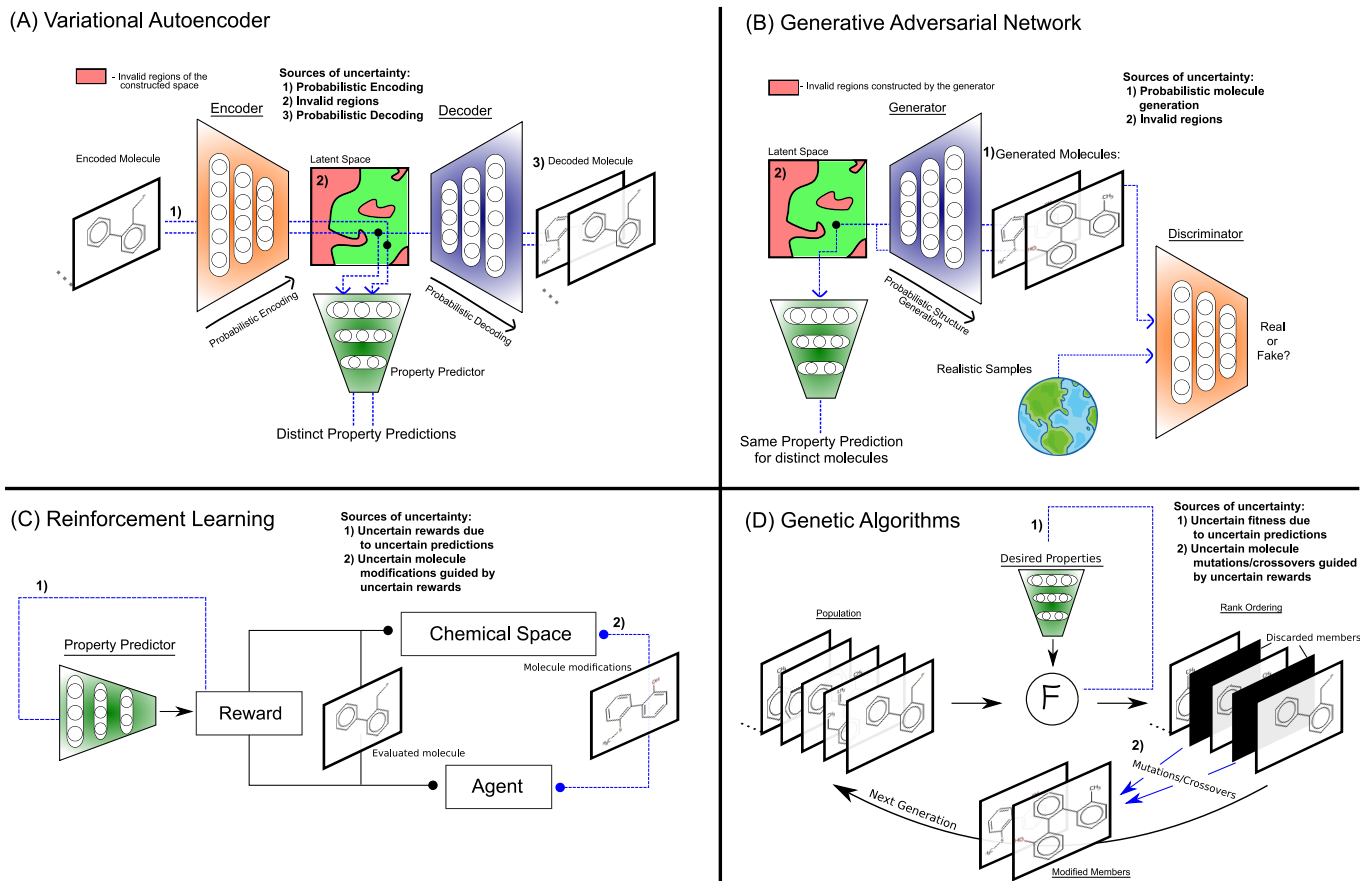 (A) Variational Autoencoder
- Invalid regions of the
constructed space
Sources of uncertainty:
1) Probabilistic Encoding
2) Invalid regions
3) Probabilistic Decoding
Encoder
Decoder
Encoded Molecule
Latent Space
3) Decoded Molecule
2)
1)
Probabilistic Encoding
Probabilistic Decoding
Property Predictor
Distinct Property Predictions
(B) Generative Adversarial Network
- Invalid regions constructed by the generator
Sources of uncertainty:
1) Probabilistic molecule
generation
2) Invalid regions
Generator
Latent Space
1) Generated Molecules:
2)
CH₃
HO
Discriminator
Probabilistic Structure
Generation
Real
or
Fake?
Realistic Samples
Same Property Prediction
for distinct molecules
(C) Reinforcement Learning
Sources of uncertainty:
1) Uncertain rewards due
to uncertain predictions
2) Uncertain molecule
modifications guided by
uncertain rewards
1)
Property Predictor
Chemical Space
2)
Molecule modifications
OH
Reward
Evaluated molecule
Agent
(D) Genetic Algorithms
Sources of uncertainty:
1) Uncertain fitness due
to uncertain predictions
2) Uncertain molecule
mutations/crossovers guided
by uncertain rewards
1)
Desired Properties
Population
Rank Ordering
Discarded members
F
2)
Mutations/Crossovers
Next Generation
Modified Members